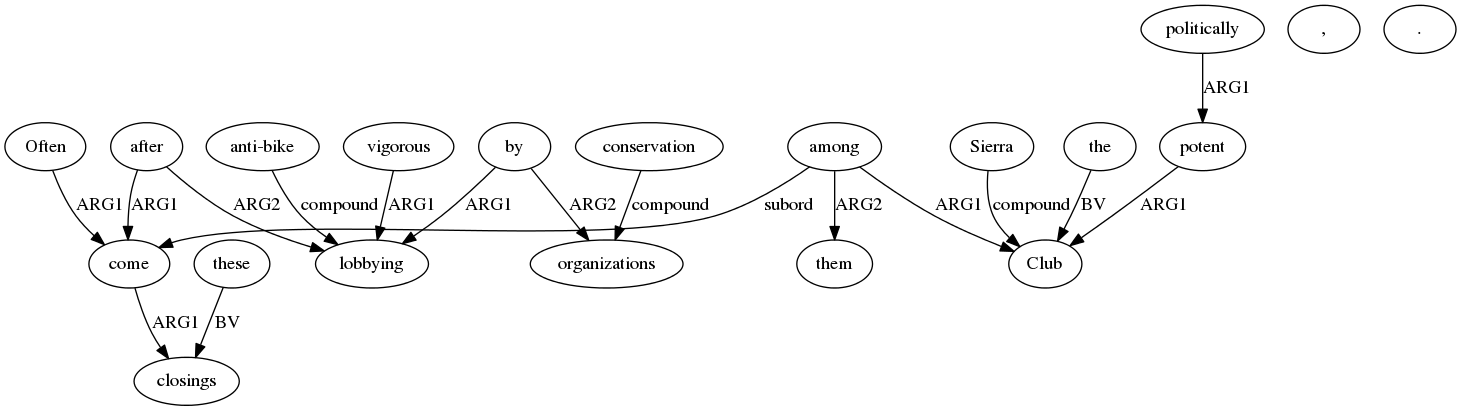 politically , .
ARG1
Often after anti-bike vigorous by conservation among Sierra the potent
ARG1 ARG1 ARG2 compound ARG1 ARG1 ARG2 compound subord ARG2 ARG1 compound BV ARG1
come these lobbying organizations them Club
ARG1 BV
closings